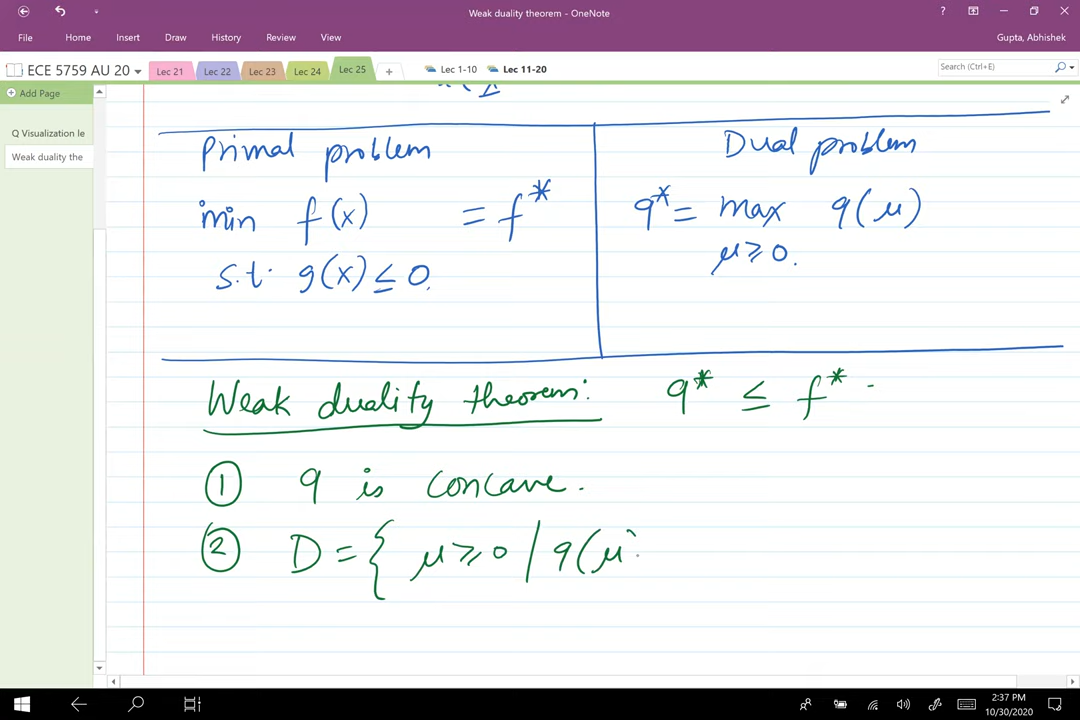 Weak duality theorem - OneNote
?
Gupta, Abhishek
File Home Insert Draw History Review View
ECE 5759 AU 20
Lec 21 Lec 22 Lec 23 Lec 24 Lec 25 + Lec 1-10 Lec 11-20
Search (Ctrl+E)
Add Page
Q Visualization le
Weak duality the
Primal problem
min f(x) = f*
s.t. g(x) ≤ 0.
Dual problem
q* = max q(μ)
μ ≥ 0.
Weak duality theorem: q* ≤ f*
① q is concave.
② D = { μ ≥ 0 | q(μ)
2:37 PM
10/30/2020